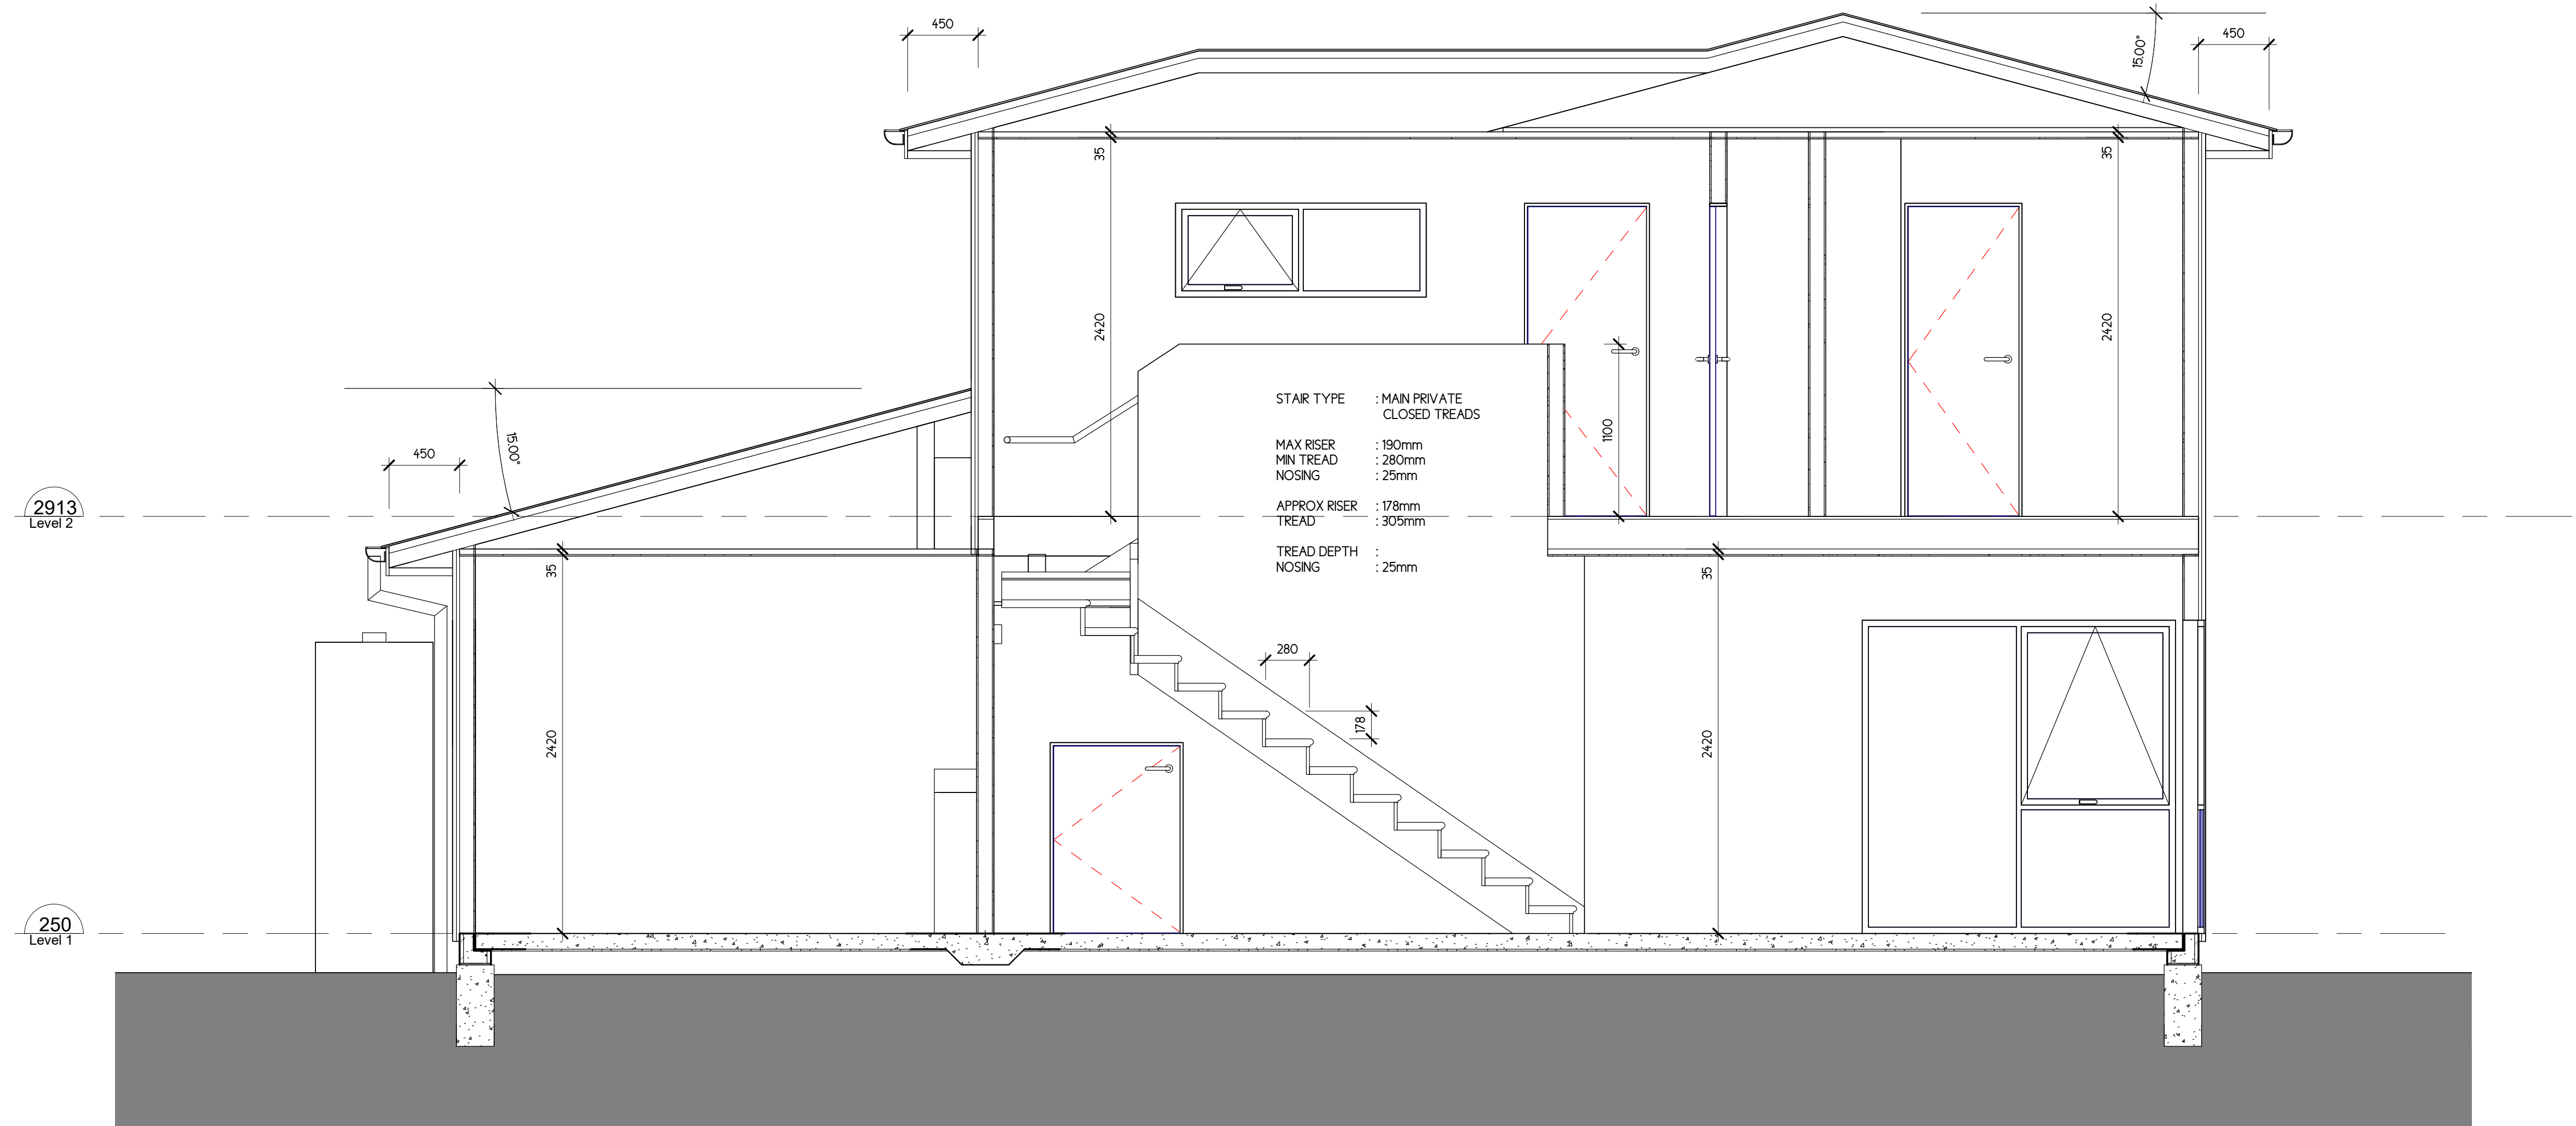 450
450
15.00°
35
35
2420
2420
STAIR TYPE : MAIN PRIVATE
CLOSED TREADS
MAX RISER : 190mm
MIN TREAD : 280mm
NOSING : 25mm
APPROX RISER : 178mm
TREAD : 305mm
TREAD DEPTH :
NOSING : 25mm
1100
450
15.00°
2913
Level 2
35
35
280
178
2420
2420
250
Level 1